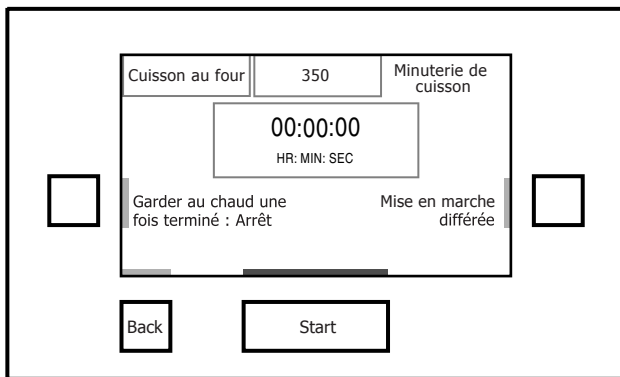 Cuisson au four
350
Minuterie de
cuisson
00:00:00
HR: MIN: SEC
Garder au chaud une
fois terminé : Arrêt
Mise en marche
différée
Back
Start